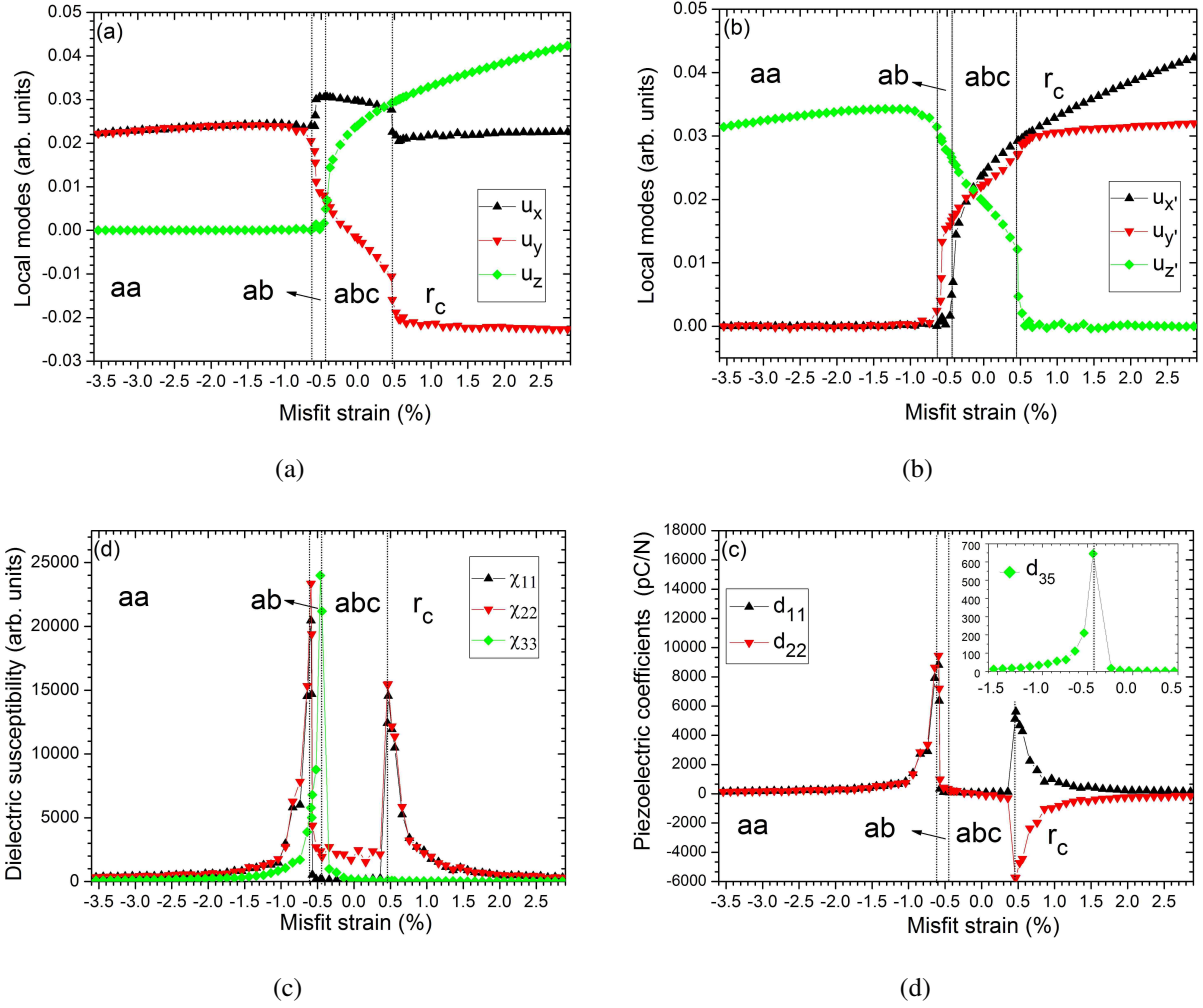 (a)
0.05
0.04
0.03
0.02
0.01
0.00
-0.01
-0.02
-0.03
Local modes (arb. units)
aa
ab
abc
r_c
u_x
u_y
u_z
-3.5 -3.0 -2.5 -2.0 -1.5 -1.0 -0.5 0.0 0.5 1.0 1.5 2.0 2.5
Misfit strain (%)
(a)
(b)
0.05
0.04
0.03
0.02
0.01
0.00
Local modes (arb. units)
aa
ab
abc
r_c
u_x'
u_y'
u_z'
-3.5 -3.0 -2.5 -2.0 -1.5 -1.0 -0.5 0.0 0.5 1.0 1.5 2.0 2.5
Misfit strain (%)
(b)
(d)
25000
20000
15000
10000
5000
0
Dielectric susceptibility (arb. units)
aa
ab
abc
r_c
χ_11
χ_22
χ_33
-3.5 -3.0 -2.5 -2.0 -1.5 -1.0 -0.5 0.0 0.5 1.0 1.5 2.0 2.5
Misfit strain (%)
(c)
(c)
18000
16000
14000
12000
10000
8000
6000
4000
2000
0
-2000
-4000
-6000
Piezoelectric coefficients (pC/N)
d_11
d_22
700
600
500
400
300
200
100
0
d_35
-1.5 -1.0 -0.5 0.0 0.5
aa
ab
abc
r_c
-3.5 -3.0 -2.5 -2.0 -1.5 -1.0 -0.5 0.0 0.5 1.0 1.5 2.0 2.5
Misfit strain (%)
(d)